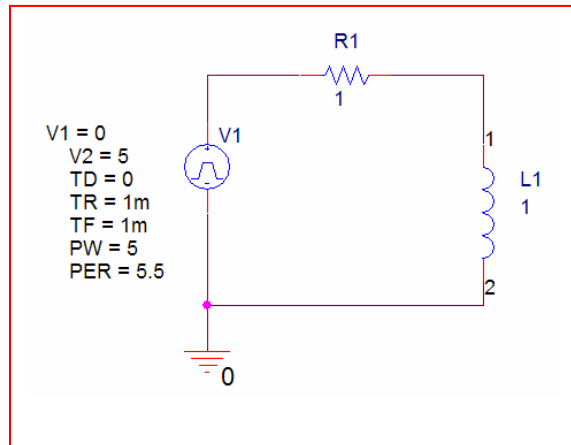 R1
1
V1 = 0
V2 = 5
TD = 0
TR = 1m
TF = 1m
PW = 5
PER = 5.5
V1
+
-
1
L1
1
2
0